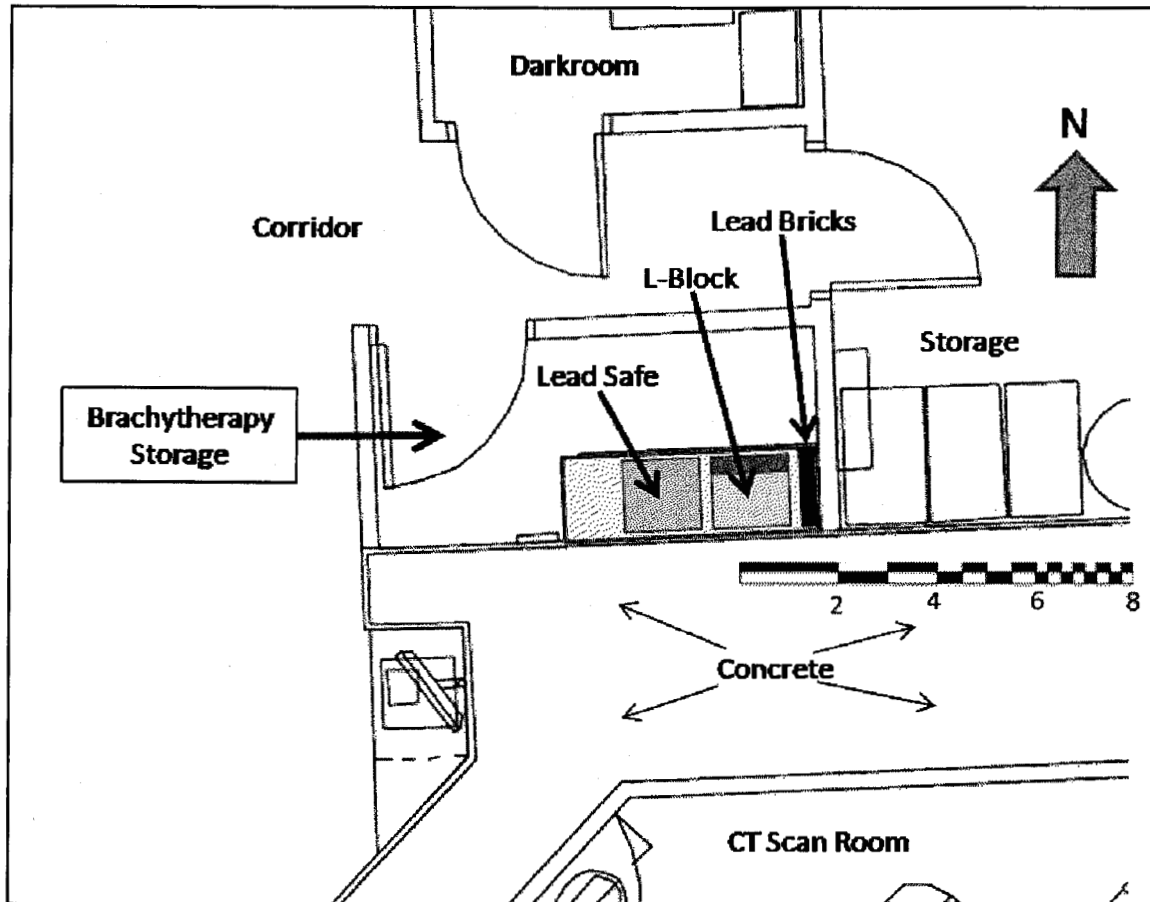 Darkroom
N
Corridor
Lead Bricks
L-Block
Storage
Lead Safe
Brachytherapy
Storage
2 4 6 8
Concrete
CT Scan Room